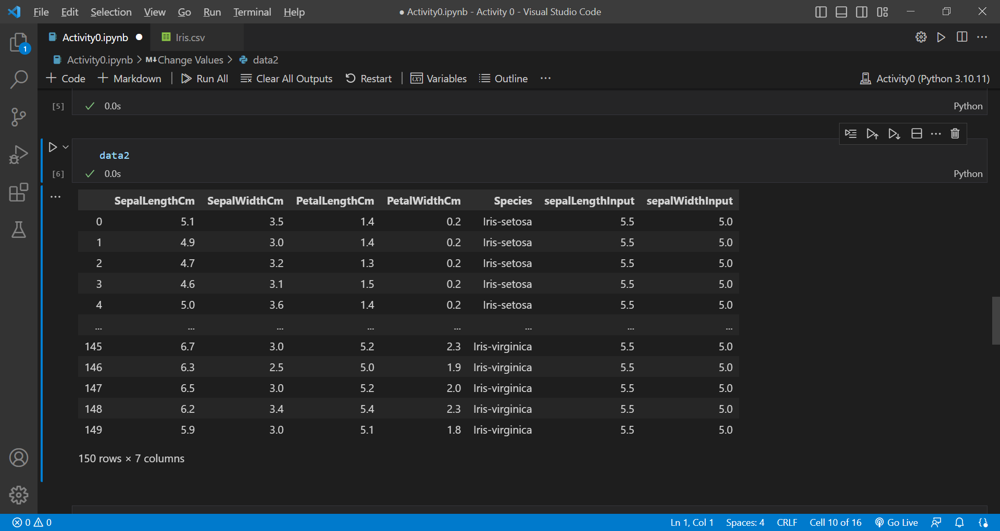 File Edit Selection View Go Run Terminal Help ● Activity0.ipynb - Activity 0 - Visual Studio Code
Activity0.ipynb ● Iris.csv
1
Activity0.ipynb > M↓Change Values > data2
+ Code + Markdown | Run All Clear All Outputs Restart | Variables Outline ··· Activity0 (Python 3.10.11)
[5] ✓ 0.0s Python
data2
[6] ✓ 0.0s Python
SepalLengthCm SepalWidthCm PetalLengthCm PetalWidthCm Species sepalLengthInput sepalWidthInput
0 5.1 3.5 1.4 0.2 Iris-setosa 5.5 5.0
1 4.9 3.0 1.4 0.2 Iris-setosa 5.5 5.0
2 4.7 3.2 1.3 0.2 Iris-setosa 5.5 5.0
3 4.6 3.1 1.5 0.2 Iris-setosa 5.5 5.0
4 5.0 3.6 1.4 0.2 Iris-setosa 5.5 5.0
... ... ... ... ... ... ... ...
145 6.7 3.0 5.2 2.3 Iris-virginica 5.5 5.0
146 6.3 2.5 5.0 1.9 Iris-virginica 5.5 5.0
147 6.5 3.0 5.2 2.0 Iris-virginica 5.5 5.0
148 6.2 3.4 5.4 2.3 Iris-virginica 5.5 5.0
149 5.9 3.0 5.1 1.8 Iris-virginica 5.5 5.0
150 rows × 7 columns
0 0 Ln 1, Col 1 Spaces: 4 CRLF Cell 10 of 16 Go Live